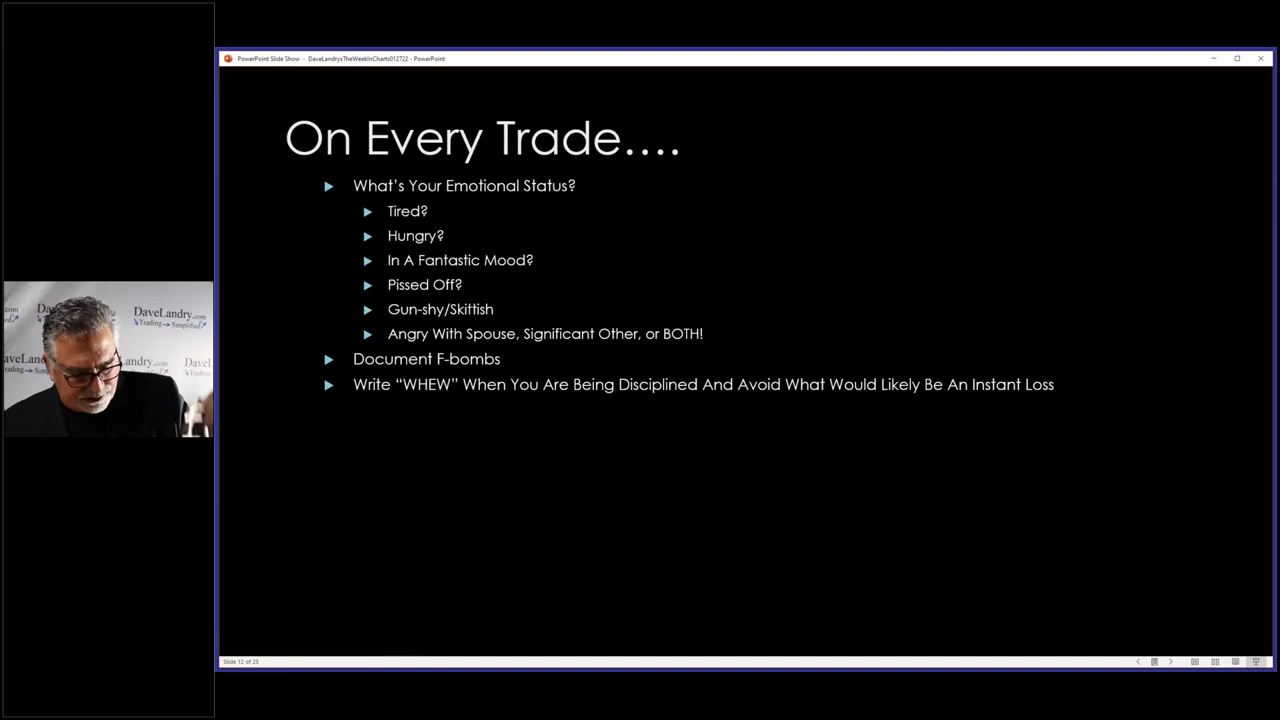 PowerPoint Slide Show - DaveLandrysTheWeekInCharts012722 - PowerPoint
On Every Trade….
What's Your Emotional Status?
Tired?
Hungry?
In A Fantastic Mood?
Pissed Off?
Gun-shy/Skittish
Angry With Spouse, Significant Other, or BOTH!
Document F-bombs
Write “WHEW” When You Are Being Disciplined And Avoid What Would Likely Be An Instant Loss
DaveLandry.com
Trading Simplified
Slide 12 of 25